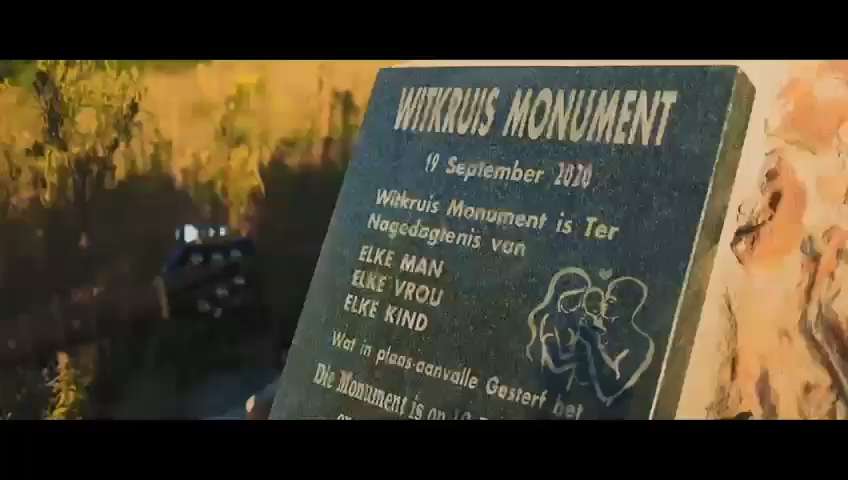 WITKRUIS MONUMENT
19 September 2020
Witkruis Monument is Ter
Nagedagtenis van
ELKE MAN
ELKE VROU
ELKE KIND
Wat in plaas-aanvalle Gesterf het
Die Monument is op